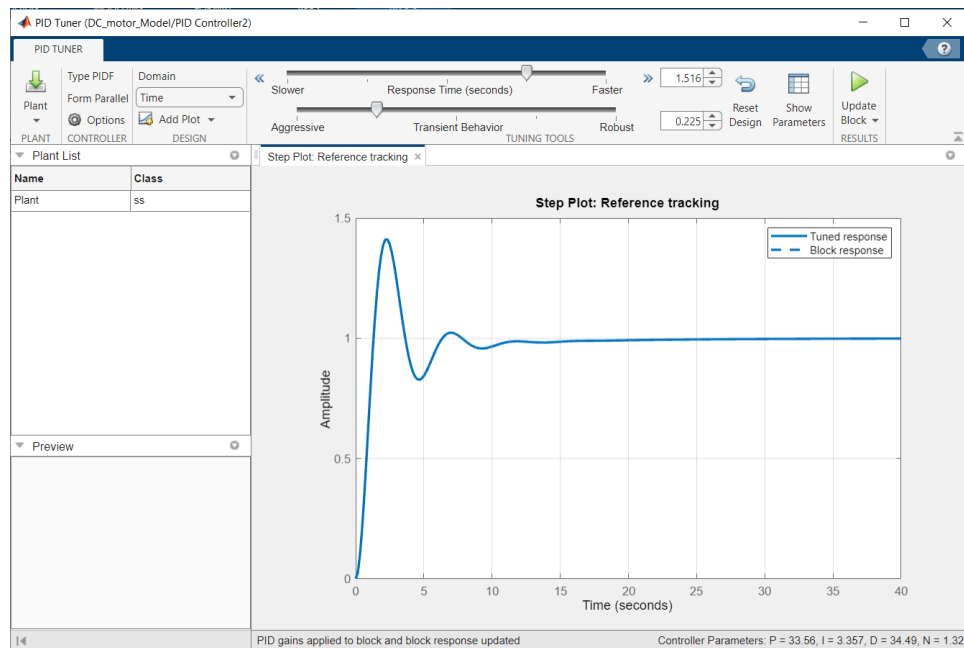 PID Tuner (DC_motor_Model/PID Controller2)
PID TUNER
?
Plant
Type PIDF
Form Parallel
Options
Domain
Time
Add Plot
Slower
Response Time (seconds)
Faster
1.516
Aggressive
Transient Behavior
Robust
0.225
Reset
Design
Show
Parameters
Update
Block
PLANT
CONTROLLER
DESIGN
TUNING TOOLS
RESULTS
Plant List
Name Class
Plant ss
Preview
Step Plot: Reference tracking
Step Plot: Reference tracking
Tuned response
Block response
1.5
1
0.5
0
Amplitude
0 5 10 15 20 25 30 35 40
Time (seconds)
PID gains applied to block and block response updated
Controller Parameters: P = 33.56, I = 3.357, D = 34.49, N = 1.32